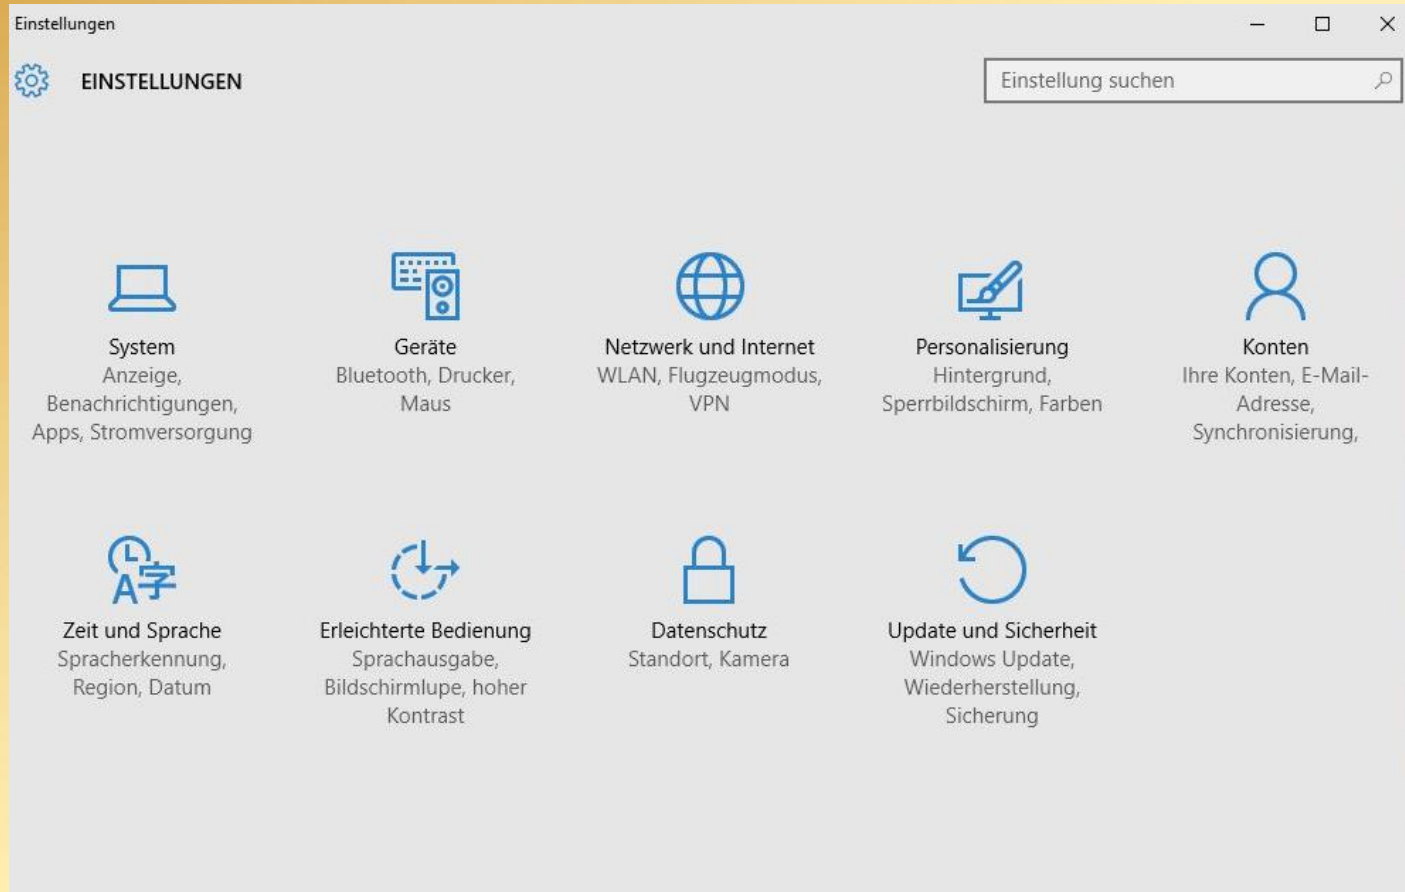 Einstellungen
EINSTELLUNGEN
Einstellung suchen
System
Anzeige,
Benachrichtigungen,
Apps, Stromversorgung
Geräte
Bluetooth, Drucker,
Maus
Netzwerk und Internet
WLAN, Flugzeugmodus,
VPN
Personalisierung
Hintergrund,
Sperrbildschirm, Farben
Konten
Ihre Konten, E-Mail-
Adresse,
Synchronisierung,
A字
Zeit und Sprache
Spracherkennung,
Region, Datum
Erleichterte Bedienung
Sprachausgabe,
Bildschirmlupe, hoher
Kontrast
Datenschutz
Standort, Kamera
Update und Sicherheit
Windows Update,
Wiederherstellung,
Sicherung